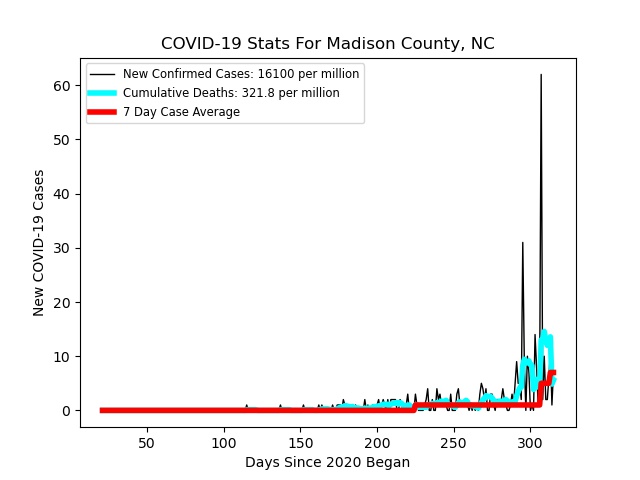 COVID-19 Stats For Madison County, NC
New Confirmed Cases: 16100 per million
Cumulative Deaths: 321.8 per million
7 Day Case Average
New COVID-19 Cases
60
50
40
30
20
10
0
50 100 150 200 250 300
Days Since 2020 Began